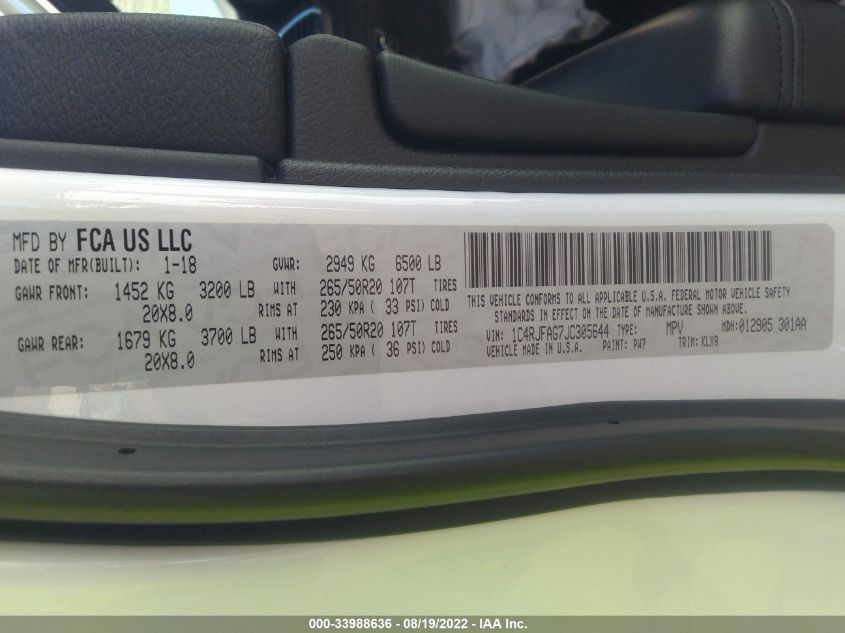 MFD BY FCA US LLC
DATE OF MFR(BUILT): 1-18 GVWR: 2949 KG 6500 LB
GAWR FRONT: 1452 KG 3200 LB WITH 265/50R20 107T TIRES
20X8.0 RIMS AT 230 KPA ( 33 PSI) COLD
GAWR REAR: 1679 KG 3700 LB WITH 265/50R20 107T TIRES
20X8.0 RIMS AT 250 KPA ( 36 PSI) COLD
THIS VEHICLE CONFORMS TO ALL APPLICABLE U.S.A. FEDERAL MOTOR VEHICLE SAFETY
STANDARDS IN EFFECT ON THE DATE OF MANUFACTURE SHOWN ABOVE.
VIN: 1C4RJFAG7JC305644 TYPE: MPV MDH:012905 301AA
VEHICLE MADE IN U.S.A. PAINT: PW7 TRIM: KLX9
000-33988636 - 08/19/2022 - Copyright © IAA, Inc.